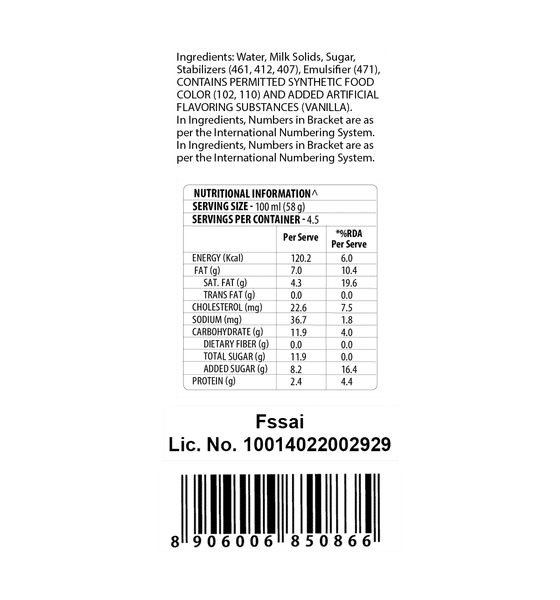 Ingredients: Water, Milk Solids, Sugar,
Stabilizers (461, 412, 407), Emulsifier (471),
CONTAINS PERMITTED SYNTHETIC FOOD
COLOR (102, 110) AND ADDED ARTIFICIAL
FLAVORING SUBSTANCES (VANILLA).
In Ingredients, Numbers in Bracket are as
per the International Numbering System.
In Ingredients, Numbers in Bracket are as
per the International Numbering System.
NUTRITIONAL INFORMATION^
SERVING SIZE - 100 ml (58 g)
SERVINGS PER CONTAINER - 4.5
Per Serve *%RDA Per Serve
ENERGY (Kcal) 120.2 6.0
FAT (g) 7.0 10.4
SAT. FAT (g) 4.3 19.6
TRANS FAT (g) 0.0 0.0
CHOLESTEROL (mg) 22.6 7.5
SODIUM (mg) 36.7 1.8
CARBOHYDRATE (g) 11.9 4.0
DIETARY FIBER (g) 0.0 0.0
TOTAL SUGAR (g) 11.9 0.0
ADDED SUGAR (g) 8.2 16.4
PROTEIN (g) 2.4 4.4
Fssai
Lic. No. 10014022002929
8 906006 850866